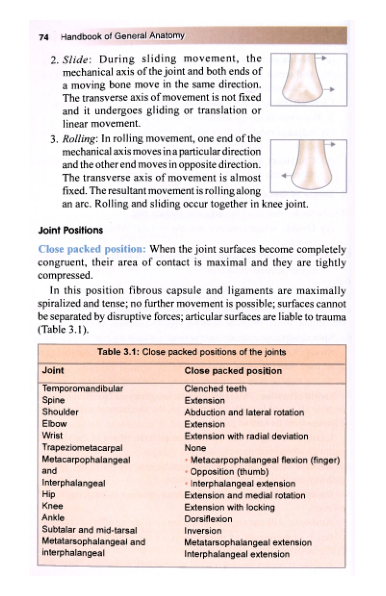 74 Handbook of General Anatomy
2. Slide: During sliding movement, the
mechanical axis of the joint and both ends of
a moving bone move in the same direction.
The transverse axis of movement is not fixed
and it undergoes gliding or translation or
linear movement.
3. Rolling: In rolling movement, one end of the
mechanical axis moves in a particular direction
and the other end moves in opposite direction.
The transverse axis of movement is almost
fixed. The resultant movement is rolling along
an arc. Rolling and sliding occur together in knee joint.
Joint Positions
Close packed position: When the joint surfaces become completely
congruent, their area of contact is maximal and they are tightly
compressed.
In this position fibrous capsule and ligaments are maximally
spiralized and tense; no further movement is possible; surfaces cannot
be separated by disruptive forces; articular surfaces are liable to trauma
(Table 3.1).
Table 3.1: Close packed positions of the joints
Joint Close packed position
Temporomandibular Clenched teeth
Spine Extension
Shoulder Abduction and lateral rotation
Elbow Extension
Wrist Extension with radial deviation
Trapeziometacarpal None
Metacarpophalangeal • Metacarpophalangeal flexion (finger)
and • Opposition (thumb)
Interphalangeal • Interphalangeal extension
Hip Extension and medial rotation
Knee Extension with locking
Ankle Dorsiflexion
Subtalar and mid-tarsal Inversion
Metatarsophalangeal and Metatarsophalangeal extension
interphalangeal Interphalangeal extension